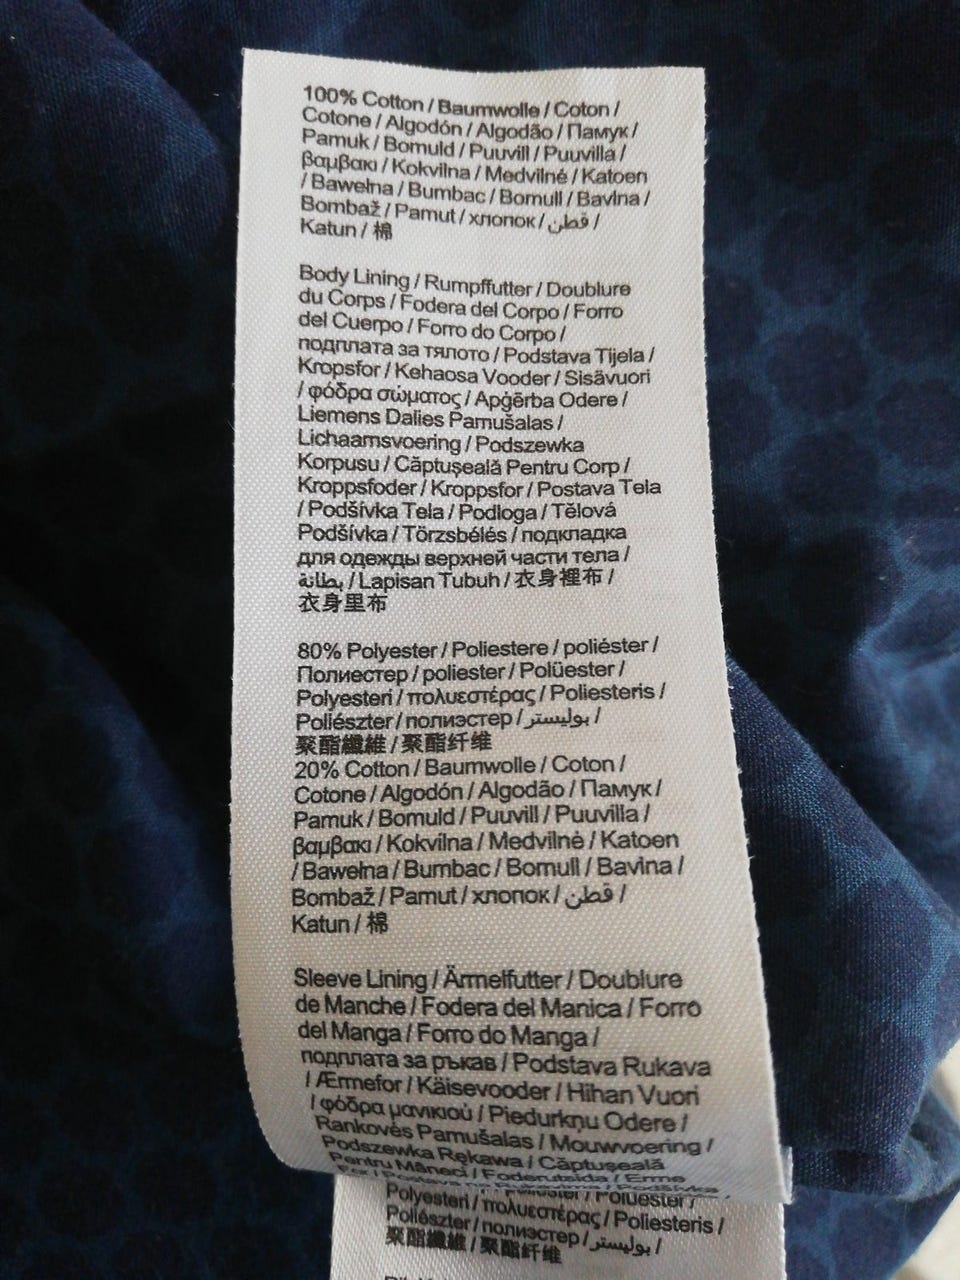 100% Cotton / Baumwolle / Coton /
Cotone / Algodón / Algodão / Памук /
Pamuk / Bomuld / Puuvill / Puuvilla /
βαμβακι / Kokvilna / Medvilnė / Katoen
/ Bawełna / Bumbac / Bomull / Bavlna /
Bombaž / Pamut / хлопок / قطن /
Katun / 棉
Body Lining / Rumpffutter / Doublure
du Corps / Fodera del Corpo / Forro
del Cuerpo / Forro do Corpo /
подплата за тялото / Podstava Tijela /
Kropsfor / Kehaosa Vooder / Sisävuori
/ φόδρα σώματος / Apģērba Odere /
Liemens Dalies Pamušalas /
Lichaamsvoering / Podszewka
Korpusu / Căptuşeală Pentru Corp /
Kroppsfoder / Kroppsfor / Postava Tela
/ Podšívka Tela / Podloga / Tělová
Podšívka / Törzsbélés / подкладка
для одежды верхней части тела /
بطانة / Lapisan Tubuh / 衣身裡布 /
衣身里布
80% Polyester / Poliestere / poliéster /
Полиестер / poliester / Polüester /
Polyesteri / πολυεστέρας / Poliesteris /
Poliészter / полиэстер / بوليستر /
聚酯纖維 / 聚酯纤维
20% Cotton / Baumwolle / Coton /
Cotone / Algodón / Algodão / Памук /
Pamuk / Bomuld / Puuvill / Puuvilla /
βαμβακι / Kokvilna / Medvilnė / Katoen
/ Bawełna / Bumbac / Bomull / Bavlna /
Bombaž / Pamut / хлопок / قطن /
Katun / 棉
Sleeve Lining / Ärmelfutter / Doublure
de Manche / Fodera del Manica / Forro
del Manga / Forro do Manga /
подплата за ръкав / Podstava Rukava
/ Ærmefor / Käisevooder / Hihan Vuori
/ φόδρα μανικιού / Piedurkņu Odere /
Rankovės Pamušalas / Mouwvoering /
Podszewka Rękawa / Căptuşeală
Pentru Mâneci / Foderutsida / Erme
Polüester /
Polyesteri / πολυεστέρας / Poliesteris /
Poliészter / полиэстер / بوليستر /
聚酯纖維 / 聚酯纤维